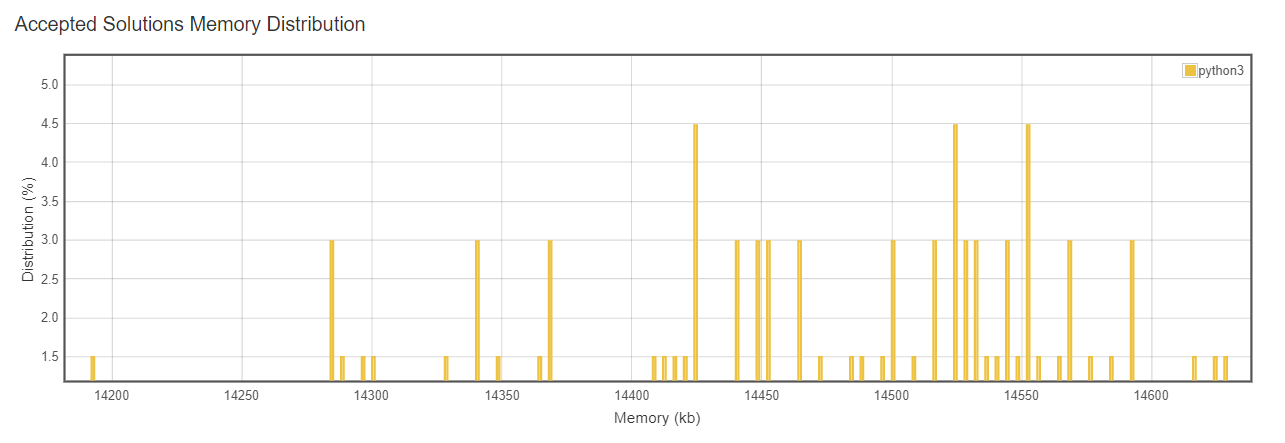 Accepted Solutions Memory Distribution
python3
5.0
4.5
4.0
3.5
3.0
2.5
2.0
1.5
Distribution (%)
14200 14250 14300 14350 14400 14450 14500 14550 14600
Memory (kb)